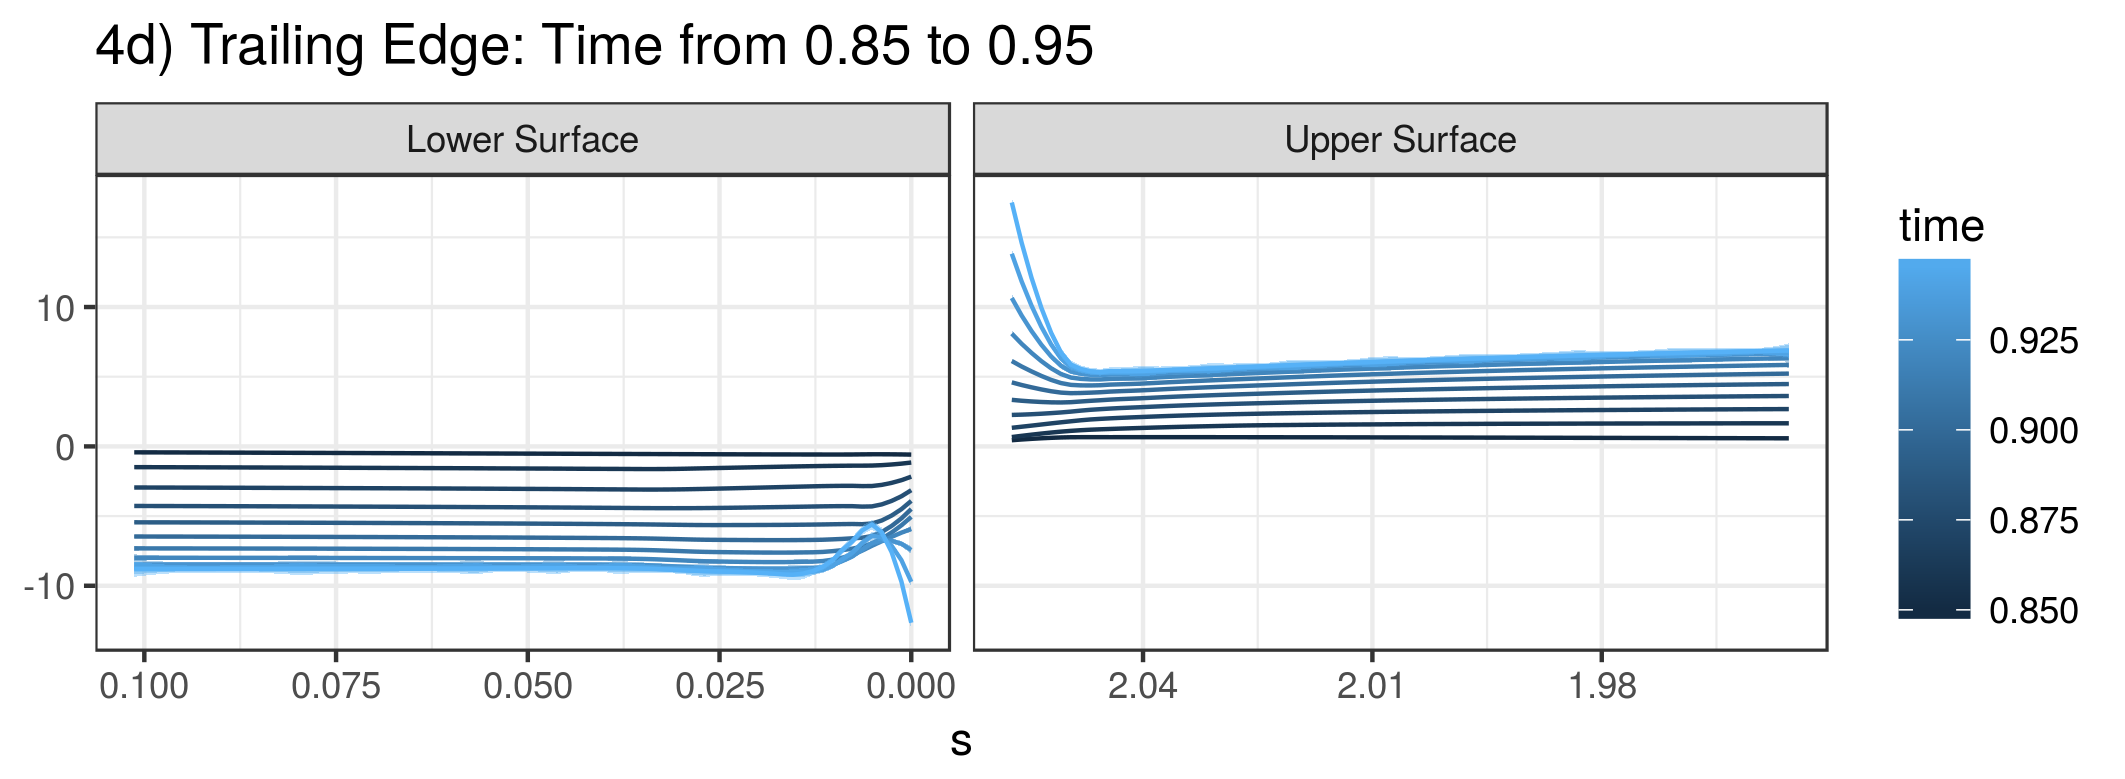 4d) Trailing Edge: Time from 0.85 to 0.95
Lower Surface
Upper Surface
10
0
-10
0.100 0.075 0.050 0.025 0.000
2.04 2.01 1.98
s
time
0.925
0.900
0.875
0.850